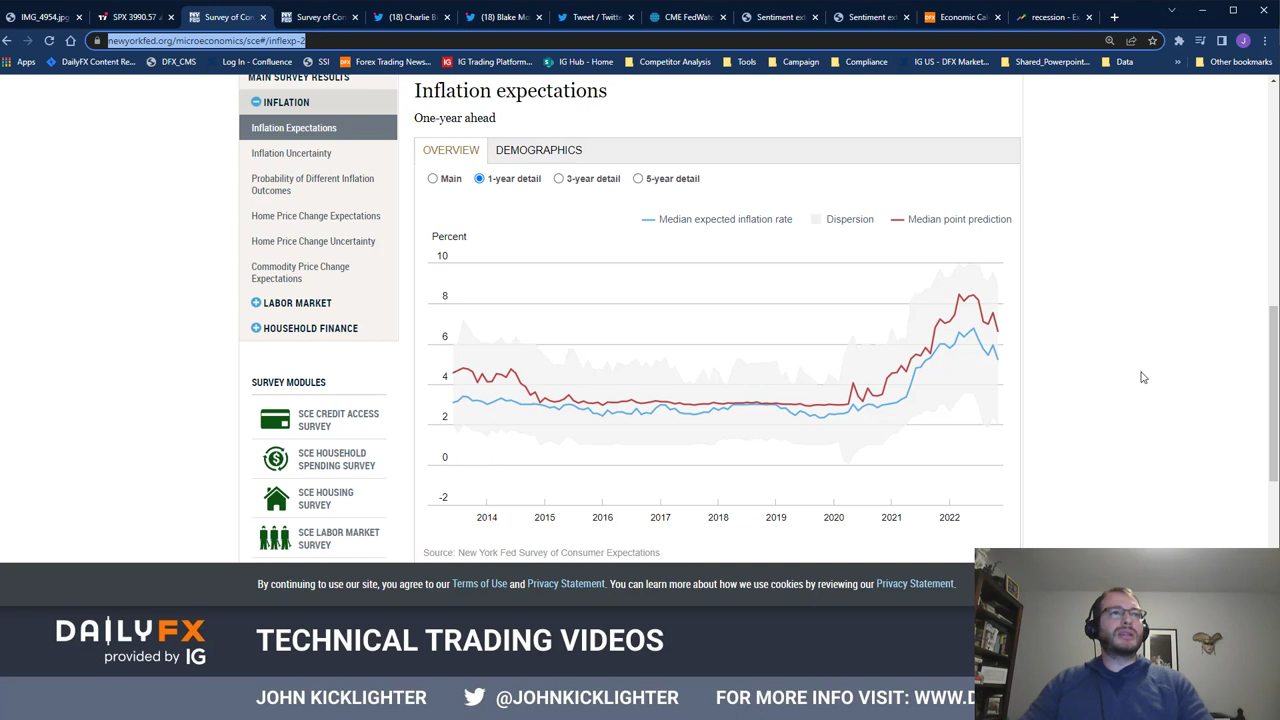 IMG_4954.jpg
SPX 3990.57
Survey of Con
Survey of Con
(18) Charlie B
(18) Blake Mo
Tweet / Twitt
CME FedWatc
Sentiment ext
Sentiment ext
Economic Cal
recession - Ex
newyorkfed.org/microeconomics/sce#/inflexp-2
Apps
DailyFX Content Re...
DFX_CMS
Log In - Confluence
SSI
Forex Trading News...
IG Trading Platform...
IG Hub - Home
Competitor Analysis
Tools
Campaign
Compliance
IG US - DFX Market...
Shared_Powerpoint...
Data
»
Other bookmarks
MAIN SURVEY RESULTS
INFLATION
Inflation Expectations
Inflation Uncertainty
Probability of Different Inflation
Outcomes
Home Price Change Expectations
Home Price Change Uncertainty
Commodity Price Change
Expectations
LABOR MARKET
HOUSEHOLD FINANCE
SURVEY MODULES
SCE CREDIT ACCESS
SURVEY
SCE HOUSEHOLD
SPENDING SURVEY
SCE HOUSING
SURVEY
SCE LABOR MARKET
SURVEY
Inflation expectations
One-year ahead
OVERVIEW
DEMOGRAPHICS
Main
1-year detail
3-year detail
5-year detail
Median expected inflation rate
Dispersion
Median point prediction
Percent
10
8
6
4
2
0
-2
2014
2015
2016
2017
2018
2019
2020
2021
2022
Source: New York Fed Survey of Consumer Expectations
By continuing to use our site, you agree to our Terms of Use and Privacy Statement. You can learn more about how we use cookies by reviewing our Privacy Statement.
DAILYFX
provided by IG
TECHNICAL TRADING VIDEOS
JOHN KICKLIGHTER
@JOHNKICKLIGHTER
FOR MORE INFO VISIT: WWW.D